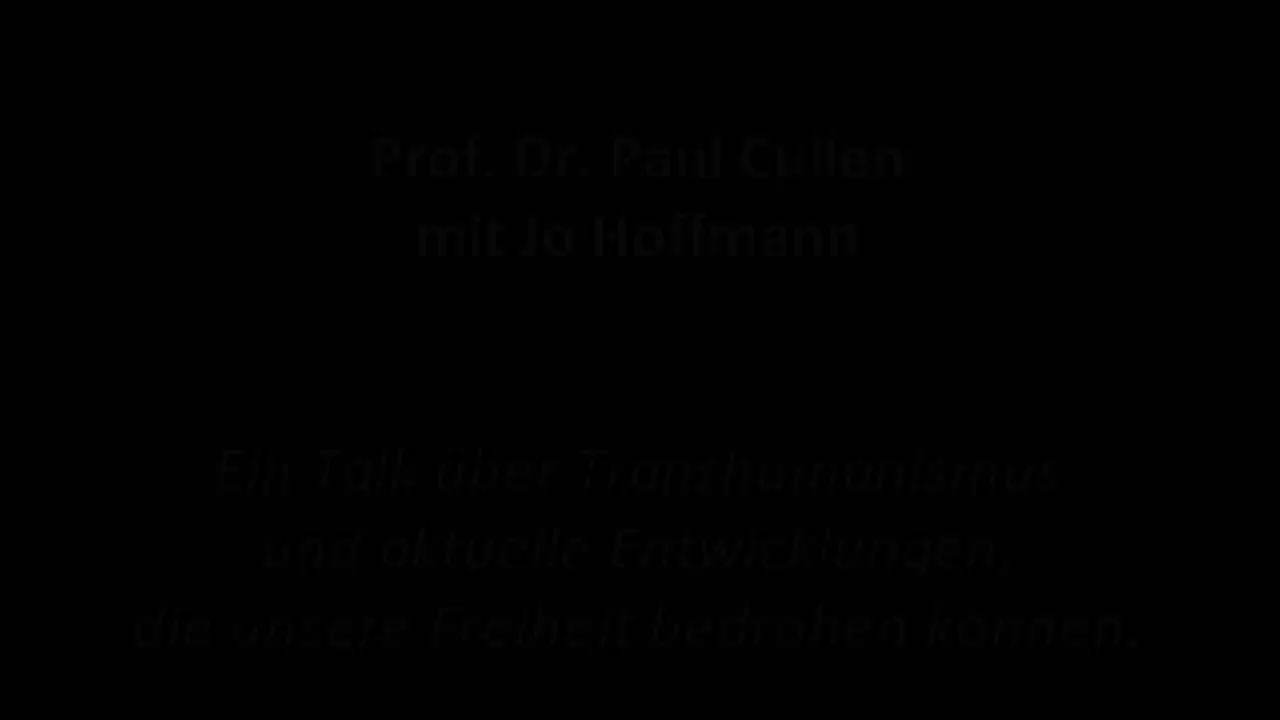 Prof. Dr. Paul Cullen
mit Jo Hoffmann
Ein Talk über Transhumanismus
und aktuelle Entwicklungen,
die unsere Freiheit bedrohen können.